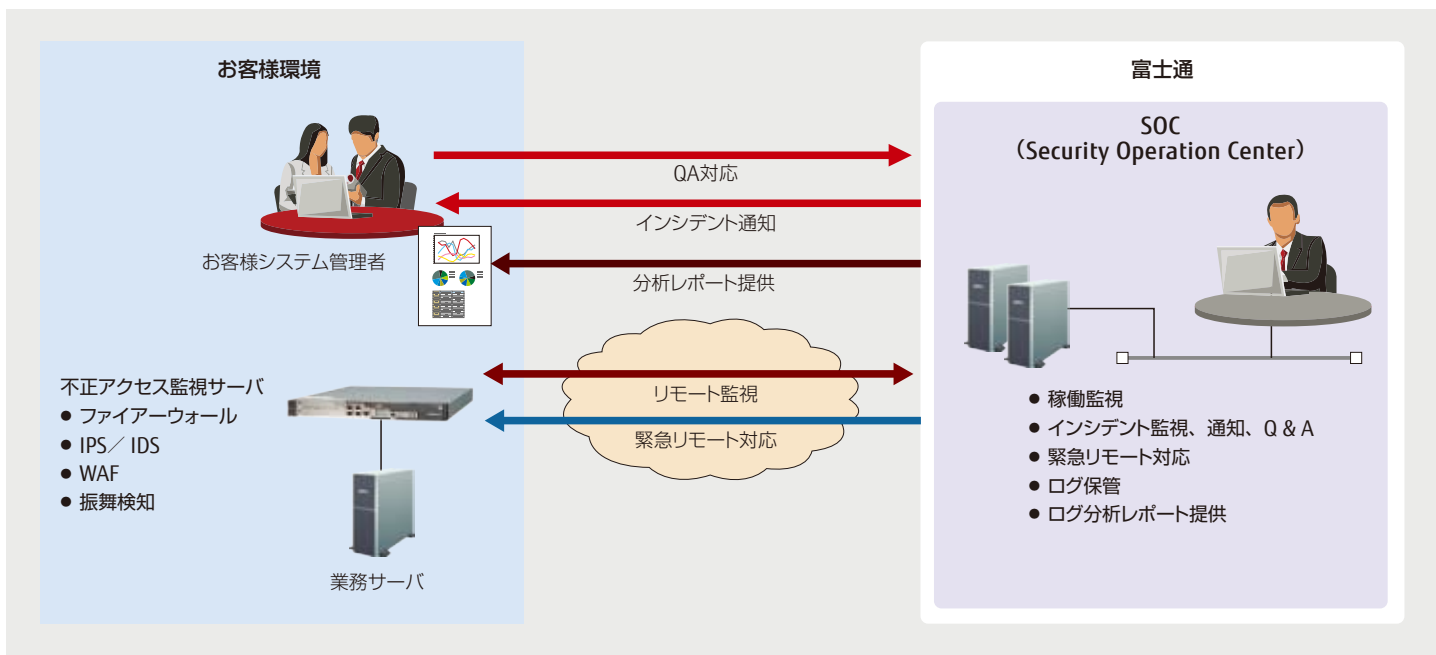 お客様環境
お客様システム管理者
不正アクセス監視サーバ
● ファイアーウォール
● IPS／ IDS
● WAF
● 振舞検知
業務サーバ
QA対応
インシデント通知
分析レポート提供
リモート監視
緊急リモート対応
富士通
SOC
（Security Operation Center）
● 稼働監視
● インシデント監視、通知、Q & A
● 緊急リモート対応
● ログ保管
● ログ分析レポート提供